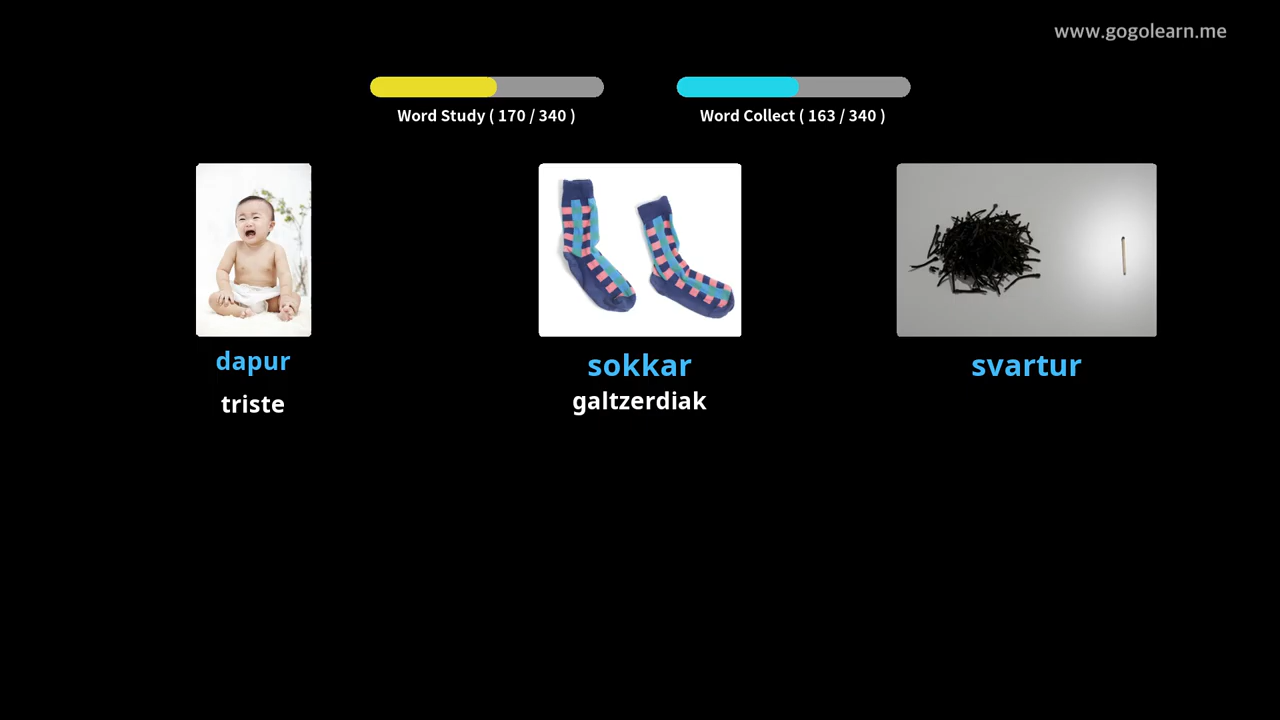 www.gogolearn.me
Word Study ( 170 / 340 )
Word Collect ( 163 / 340 )
dapur
sokkar
svartur
triste
galtzerdiak